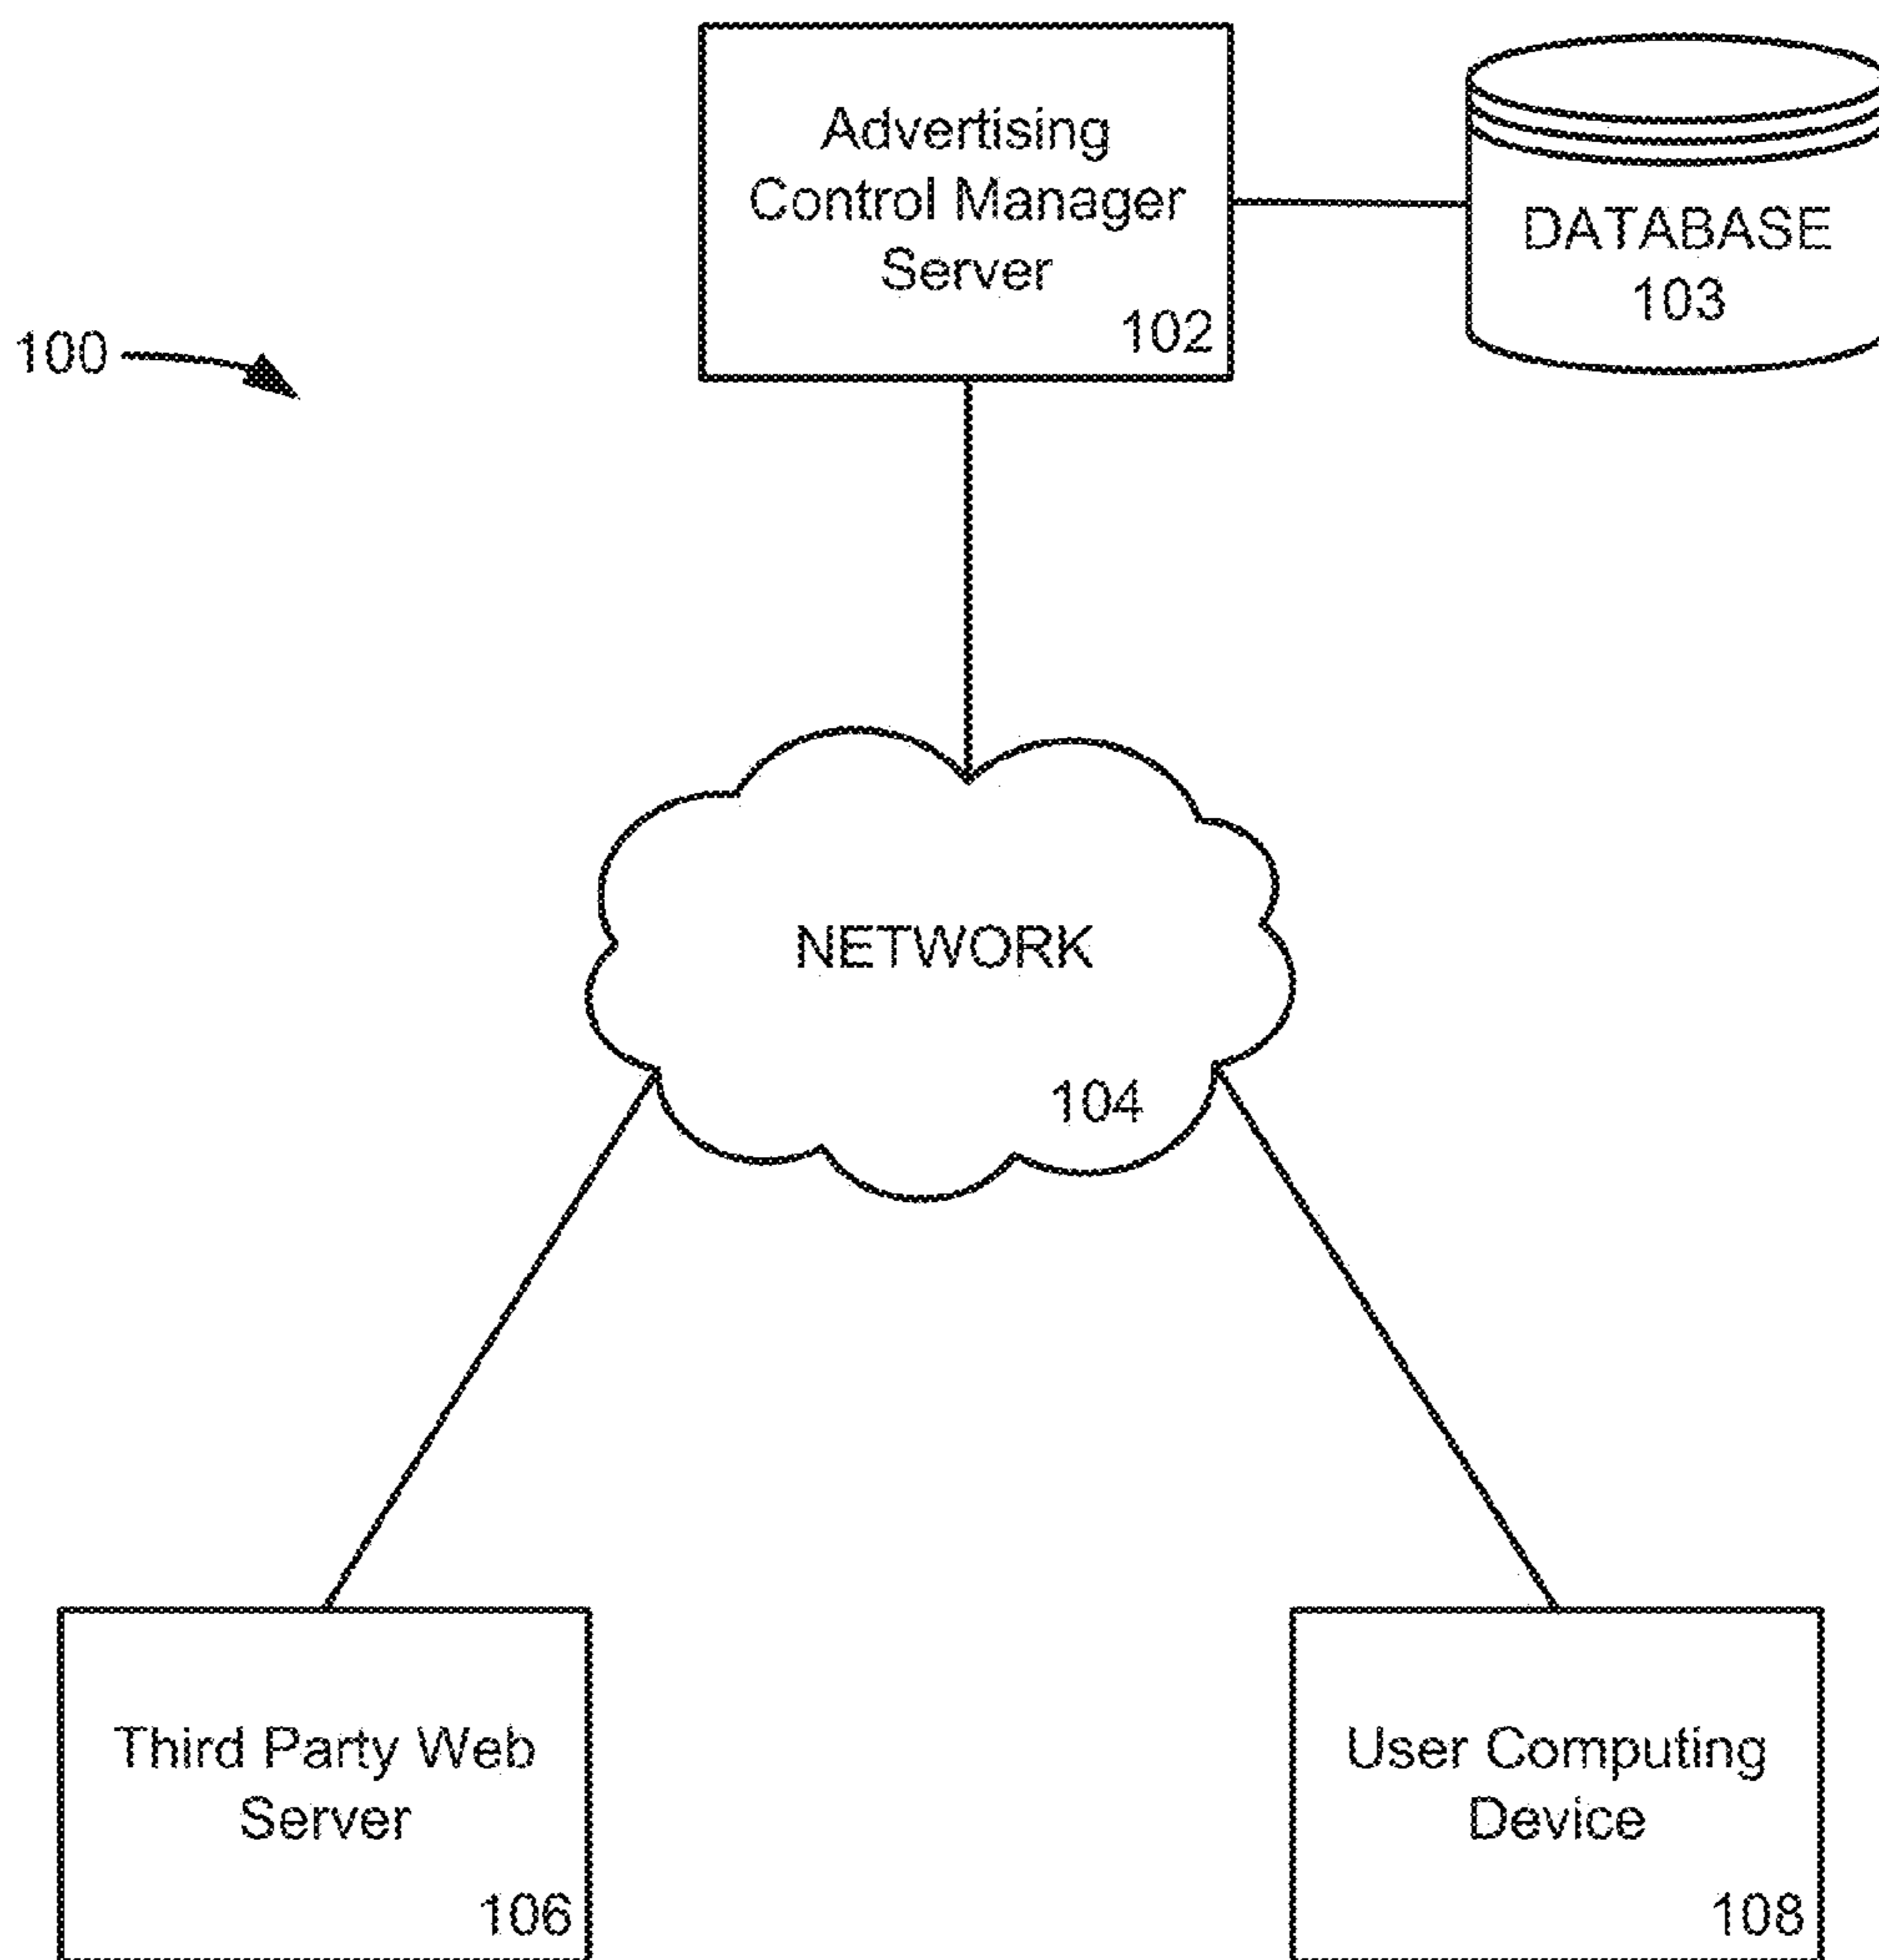 Advertising
Control Manager
Server
102
DATABASE
103
100
NETWORK
104
Third Party Web
Server
106
User Computing
Device
108